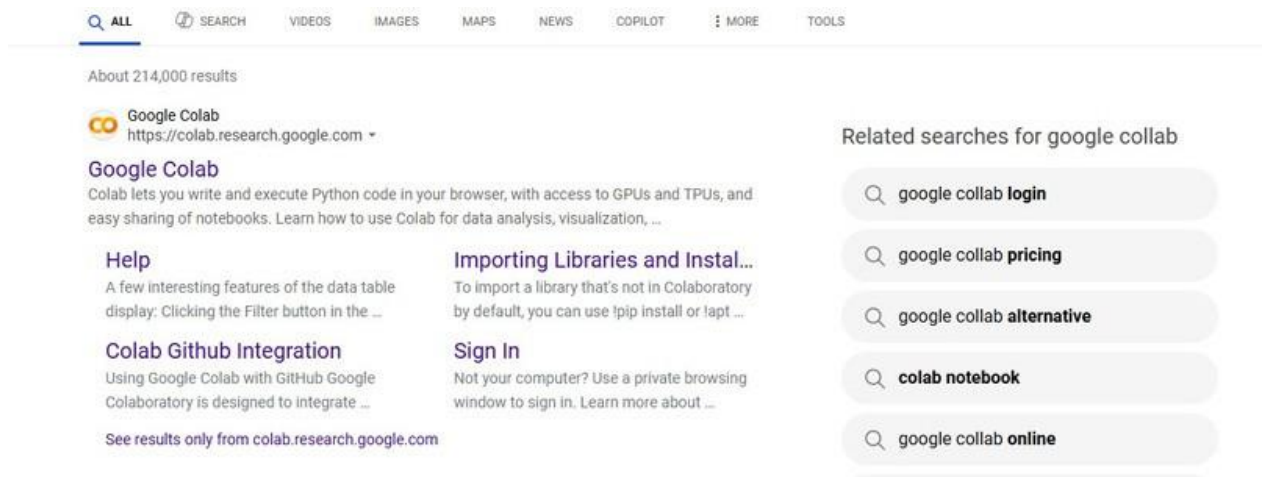 ALL SEARCH VIDEOS IMAGES MAPS NEWS COPILOT MORE TOOLS
About 214,000 results
CO
Google Colab
https://colab.research.google.com
Google Colab
Colab lets you write and execute Python code in your browser, with access to GPUs and TPUs, and
easy sharing of notebooks. Learn how to use Colab for data analysis, visualization, ...
Help
A few interesting features of the data table
display: Clicking the Filter button in the ...
Importing Libraries and Instal...
To import a library that's not in Colaboratory
by default, you can use !pip install or !apt ...
Colab Github Integration
Using Google Colab with GitHub Google
Colaboratory is designed to integrate ...
Sign In
Not your computer? Use a private browsing
window to sign in. Learn more about ...
See results only from colab.research.google.com
Related searches for google collab
google collab login
google collab pricing
google collab alternative
colab notebook
google collab online